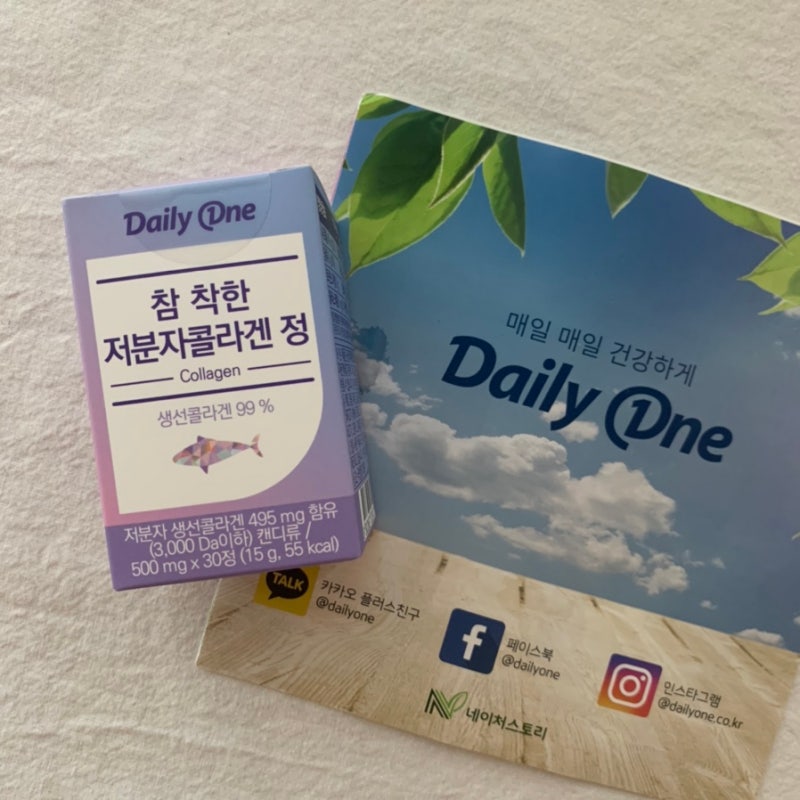 Daily One
참 착한
저분자콜라겐 정
Collagen
생선콜라겐 99 %
저분자 생선콜라겐 495 mg 함유
(3,000 Da이하) 캔디류 /
500 mg x 30정 (15 g, 55 kcal)
매일 매일 건강하게
Daily One
TALK
카카오 플러스친구
@dailyone
페이스북
@dailyone
인스타그램
@dailyone.co.kr
네이처스토리